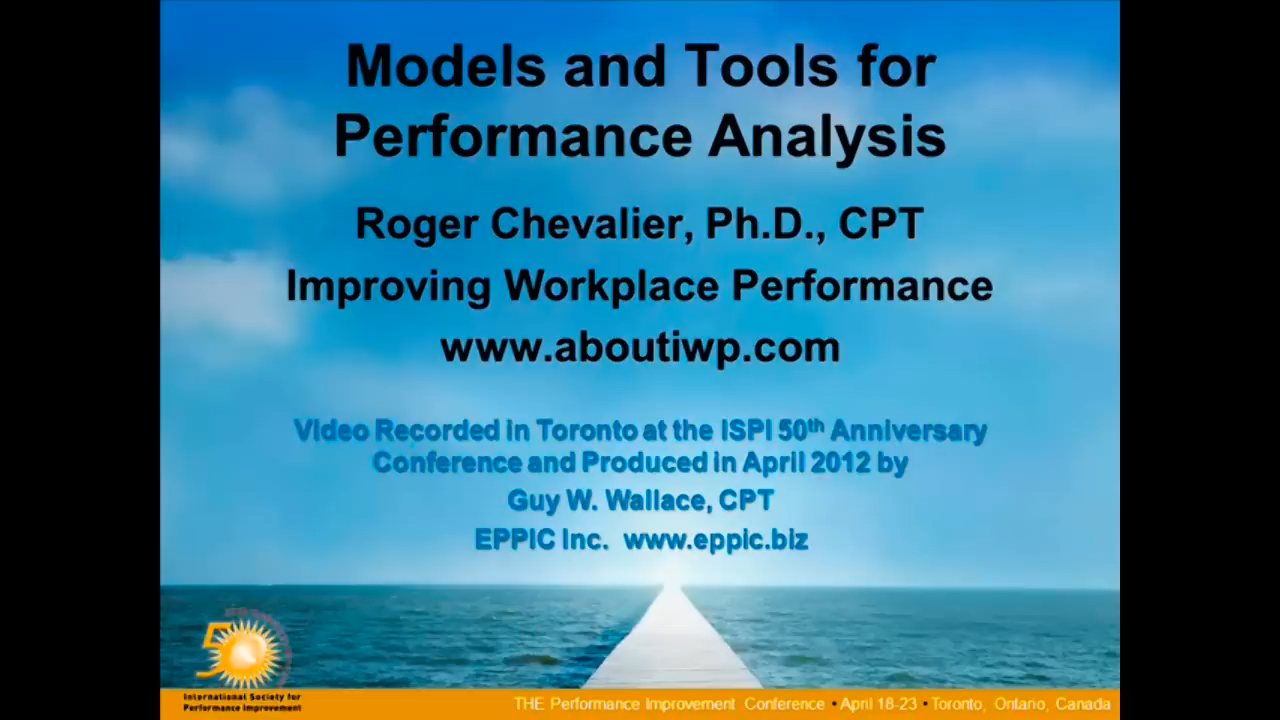 Models and Tools for
Performance Analysis
Roger Chevalier, Ph.D., CPT
Improving Workplace Performance
www.aboutiwp.com
Video Recorded in Toronto at the ISPI 50th Anniversary
Conference and Produced in April 2012 by
Guy W. Wallace, CPT
EPPIC Inc. www.eppic.biz
50
International Society for
Performance Improvement
THE Performance Improvement Conference • April 18-23 • Toronto, Ontario, Canada